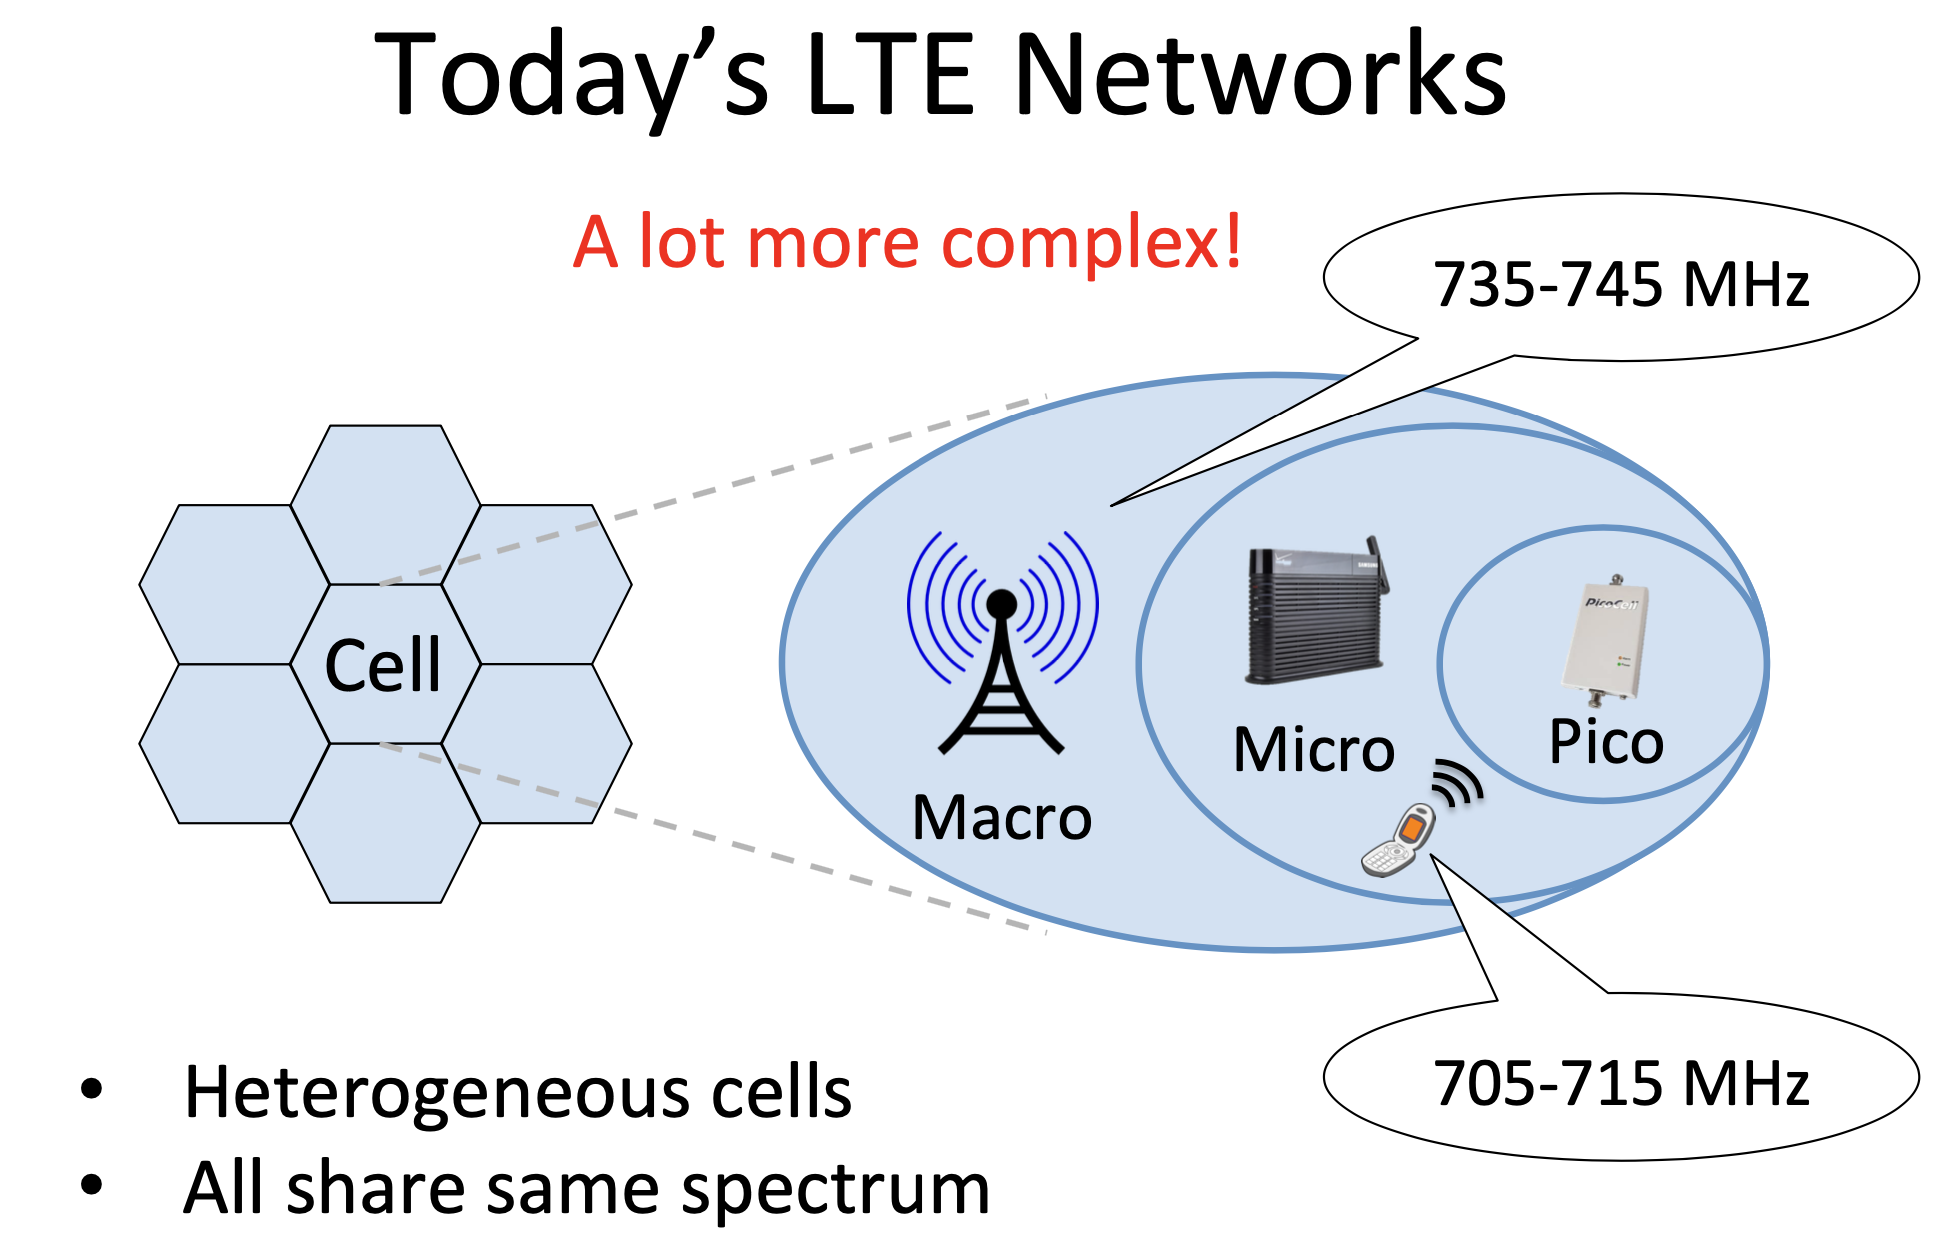 Today’s LTE Networks
A lot more complex!
735-745 MHz
Cell
PicoCell
Pico
Micro
Macro
705-715 MHz
• Heterogeneous cells
• All share same spectrum